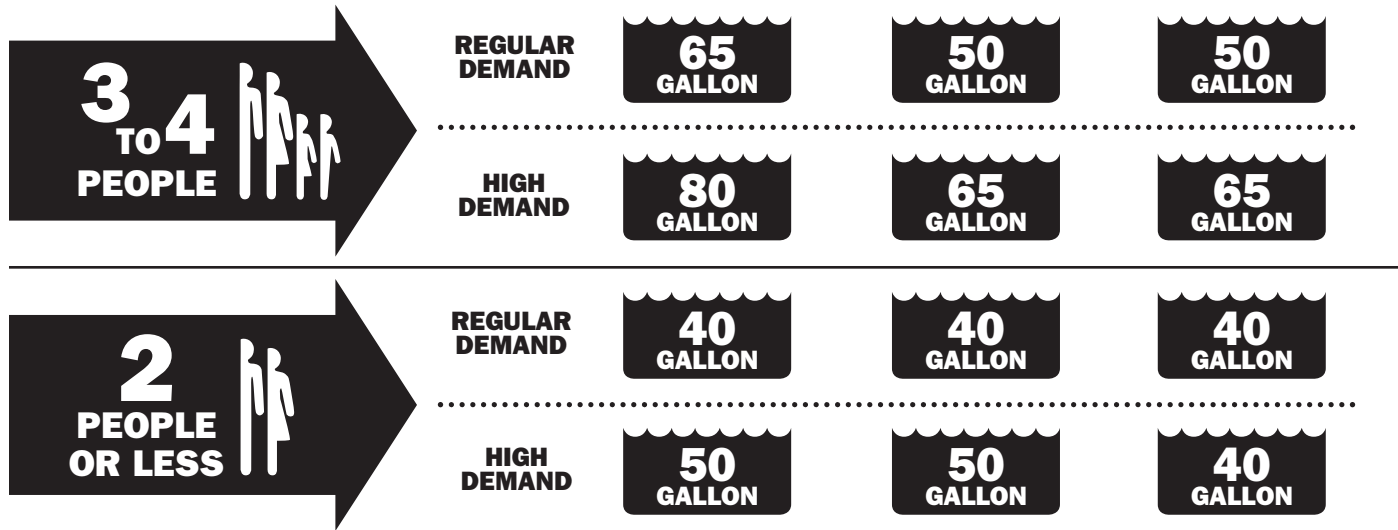 3
TO 4
PEOPLE
REGULAR
DEMAND
65
GALLON
50
GALLON
50
GALLON
HIGH
DEMAND
80
GALLON
65
GALLON
65
GALLON
2
PEOPLE
OR LESS
REGULAR
DEMAND
40
GALLON
40
GALLON
40
GALLON
HIGH
DEMAND
50
GALLON
50
GALLON
40
GALLON